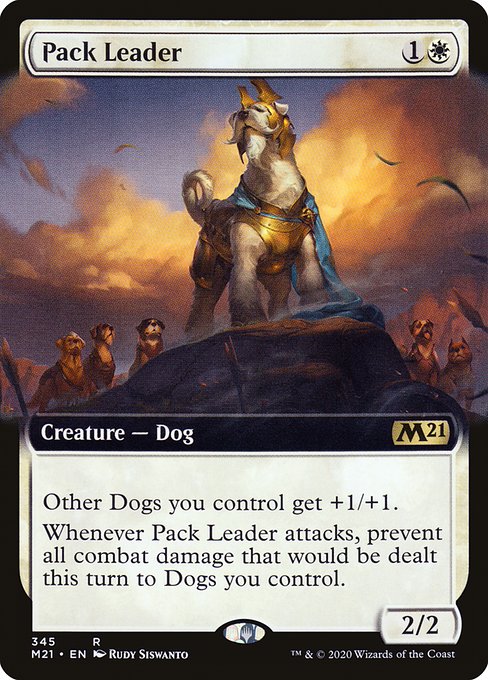 Pack Leader 1
Creature — Dog M21
Other Dogs you control get +1/+1.
Whenever Pack Leader attacks, prevent
all combat damage that would be dealt
this turn to Dogs you control.
2/2
345 R
M21 • EN Rudy Siswanto ™ & © 2020 Wizards of the Coast